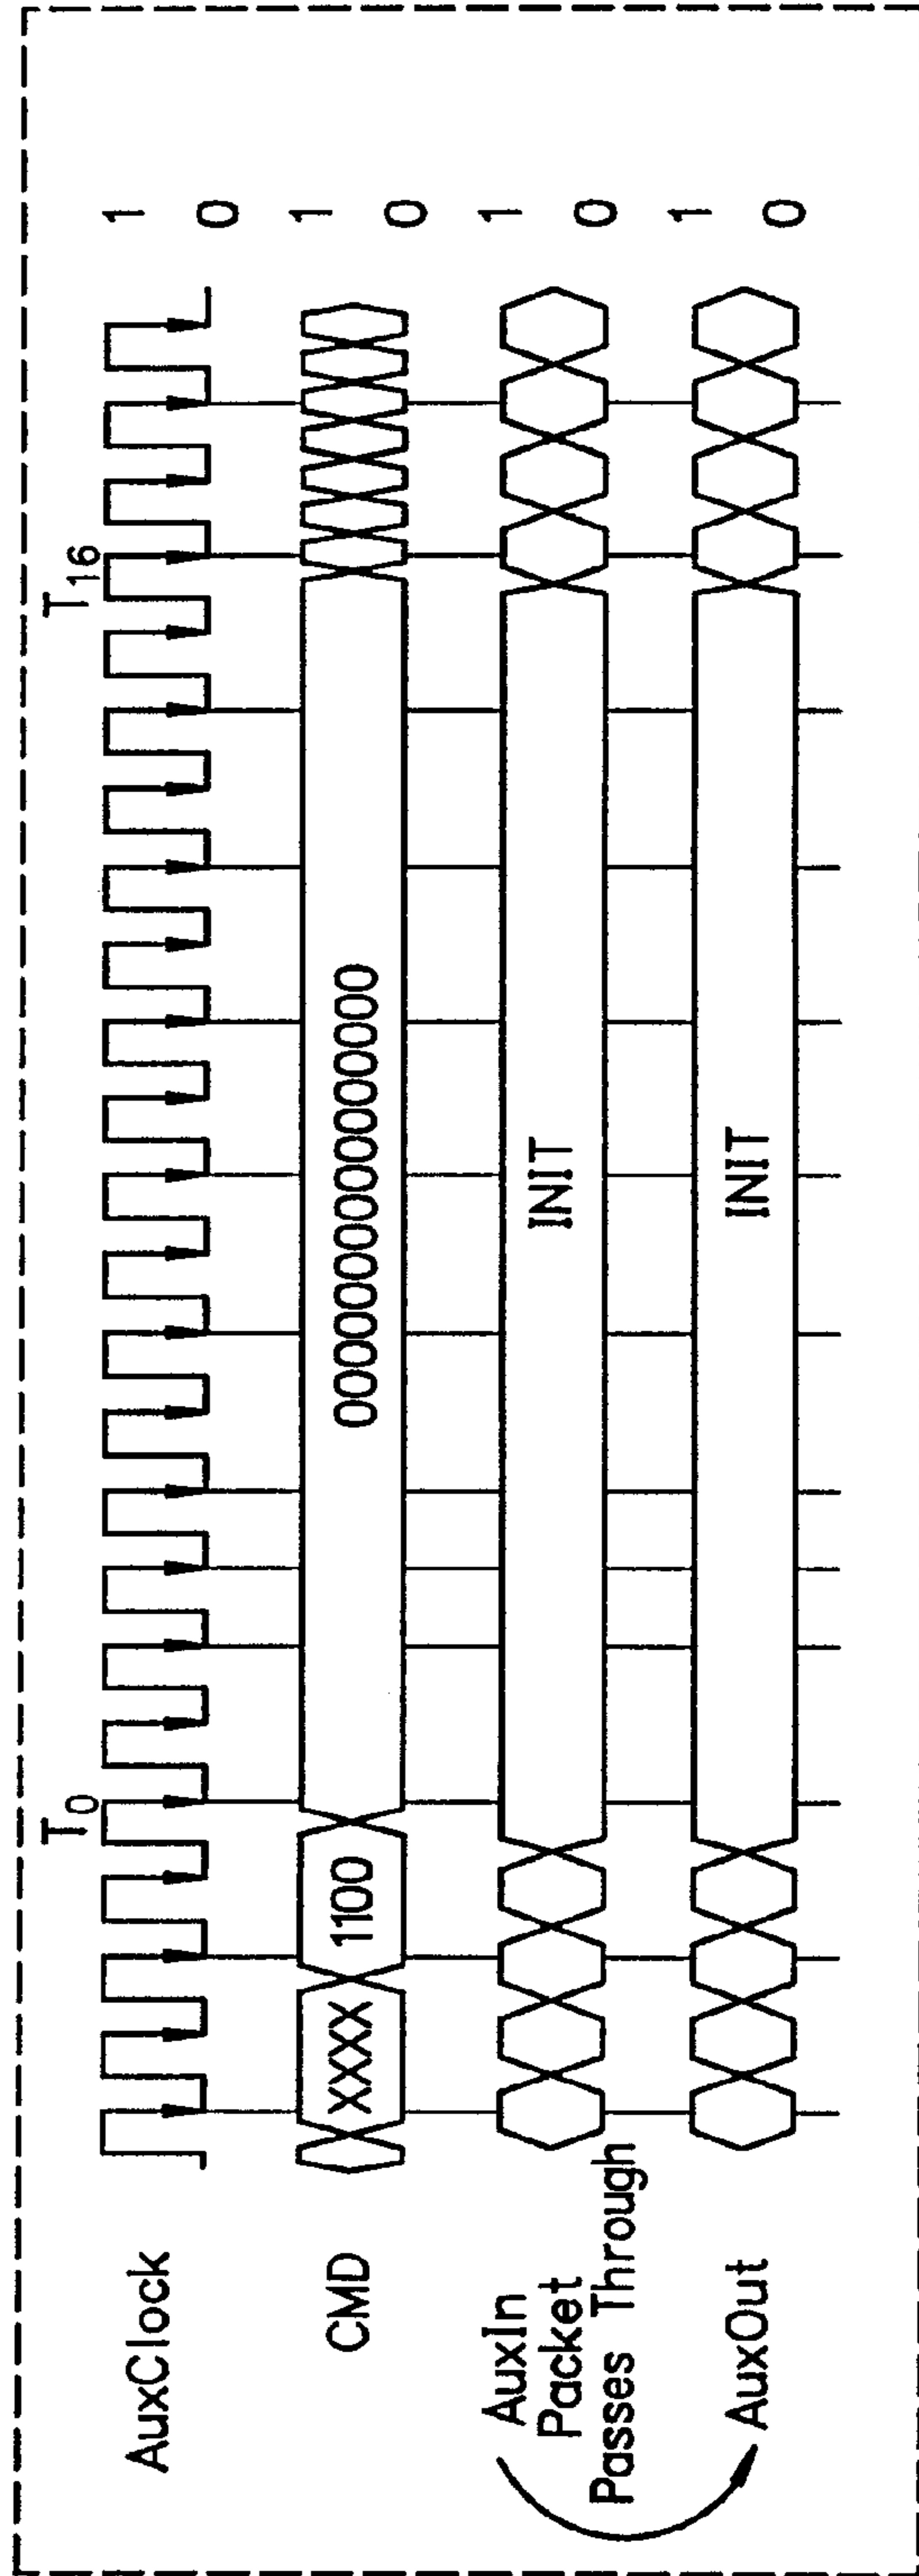 T0 T16
AuxClock 1
0
CMD XXXX 1100 0000000000000000 1
0
AuxIn
Packet
Passes Through
INIT 1
0
AuxOut INIT 1
0